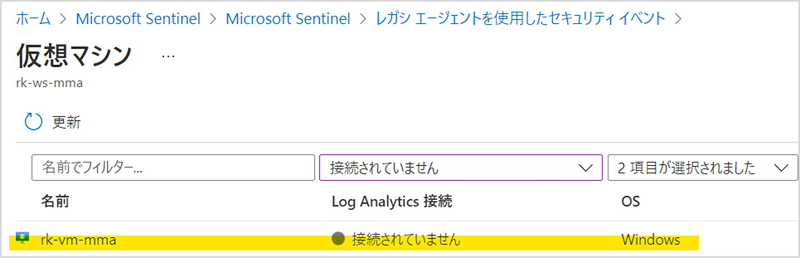 ホーム > Microsoft Sentinel > Microsoft Sentinel > レガシ エージェントを使用したセキュリティ イベント >
仮想マシン ...
rk-ws-mma
更新
名前でフィルター... 接続されていません 2 項目が選択されました
名前 Log Analytics 接続 OS
rk-vm-mma 接続されていません Windows